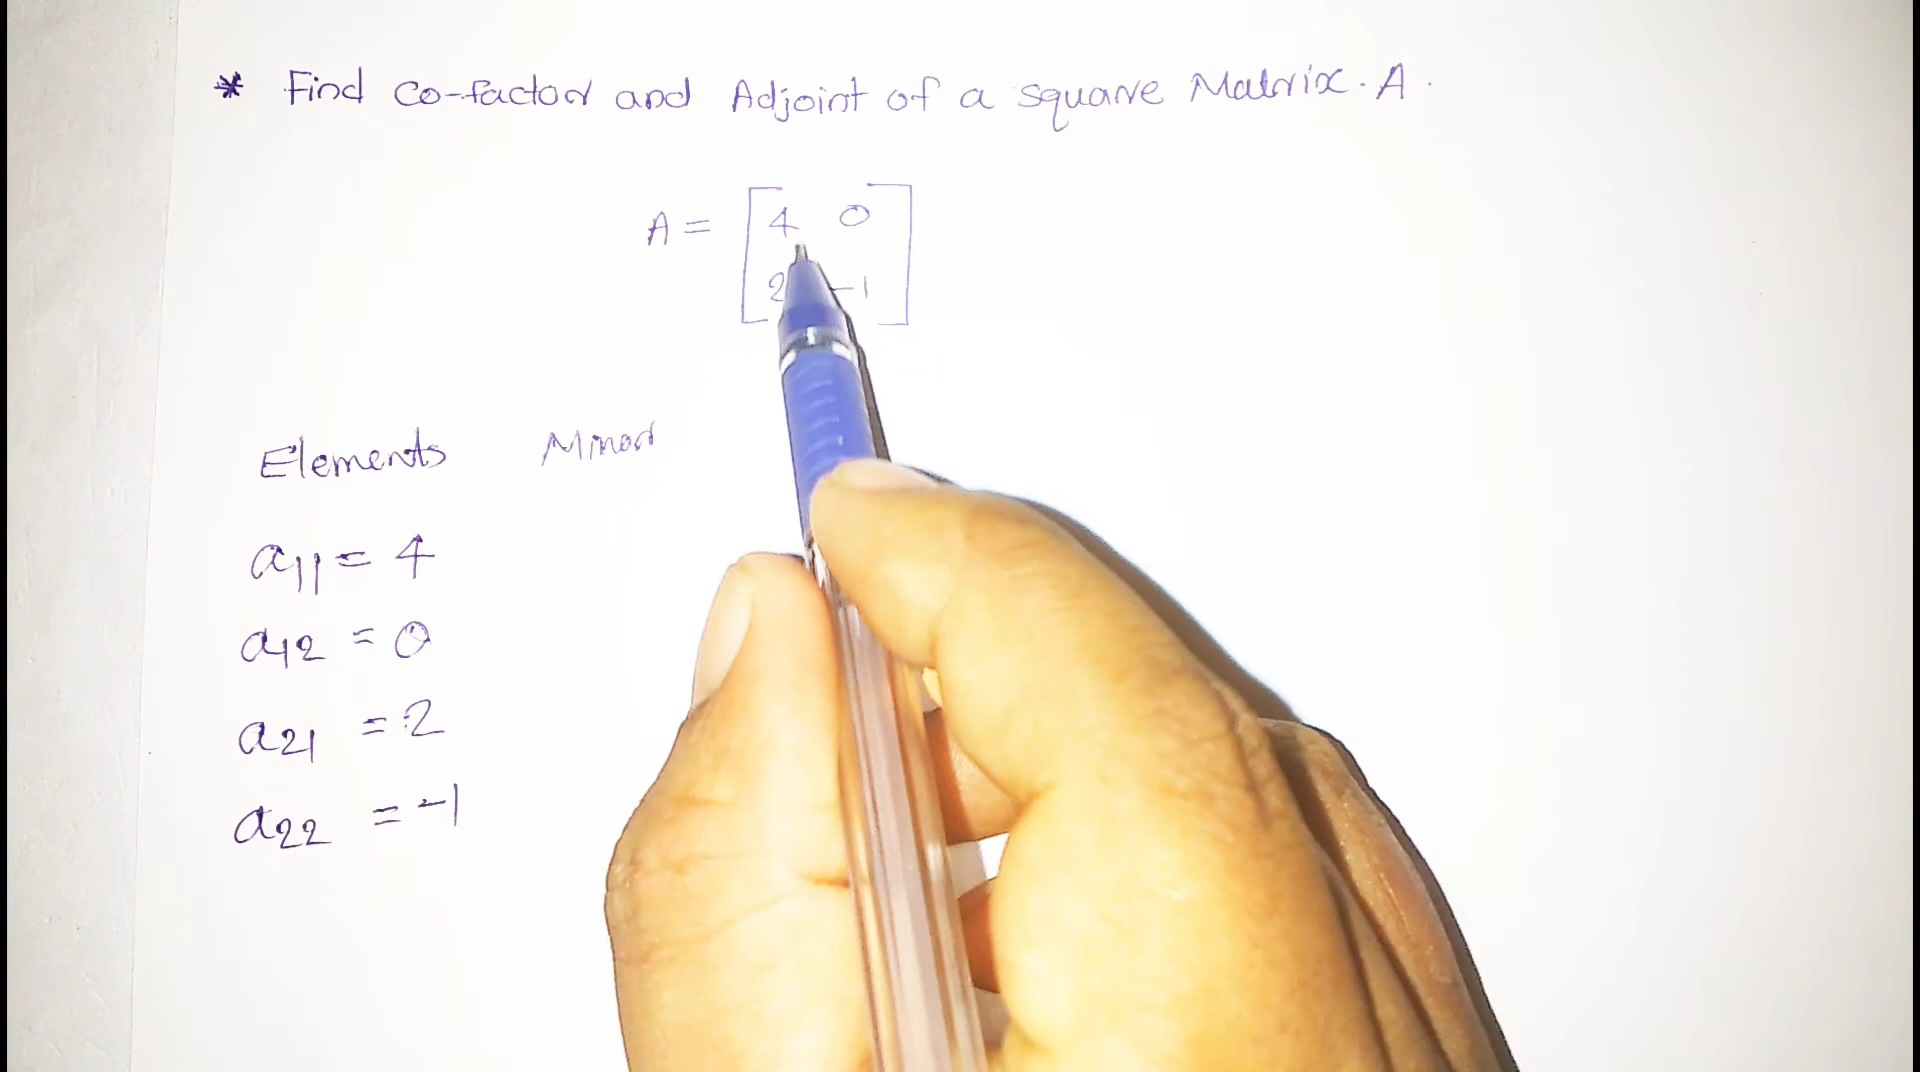 * Find co-factor and Adjoint of a square Matrix. A.
A = [4 0
2 -1]
Elements Minor
a11 = 4
a12 = 0
a21 = 2
a22 = -1